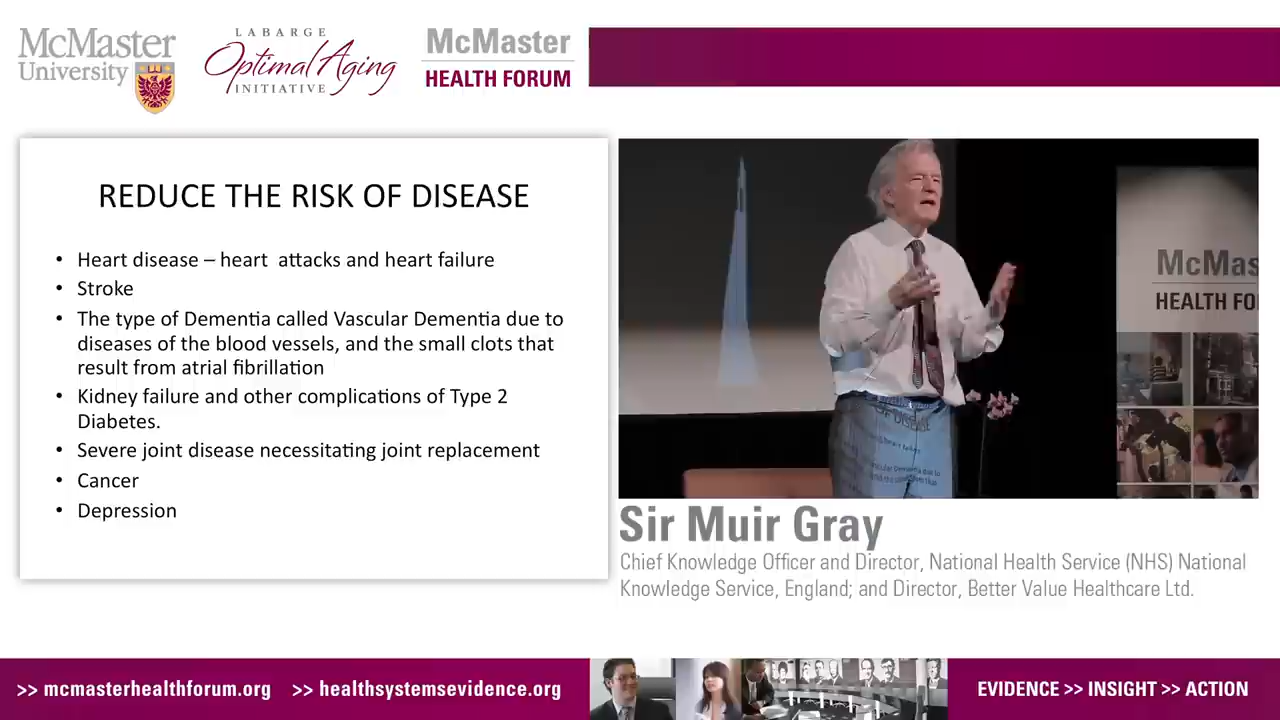 McMaster
University
LABARGE
Optimal Aging
INITIATIVE
McMaster
HEALTH FORUM
REDUCE THE RISK OF DISEASE
• Heart disease – heart  attacks and heart failure
• Stroke
• The type of Dementia called Vascular Dementia due to
diseases of the blood vessels, and the small clots that
result from atrial fibrillation
• Kidney failure and other complications of Type 2
Diabetes.
• Severe joint disease necessitating joint replacement
• Cancer
• Depression
McMas
HEALTH FO
OF DISEASE
Sir Muir Gray
Chief Knowledge Officer and Director, National Health Service (NHS) National
Knowledge Service, England; and Director, Better Value Healthcare Ltd.
>> mcmasterhealthforum.org >> healthsystemsevidence.org
EVIDENCE >> INSIGHT >> ACTION